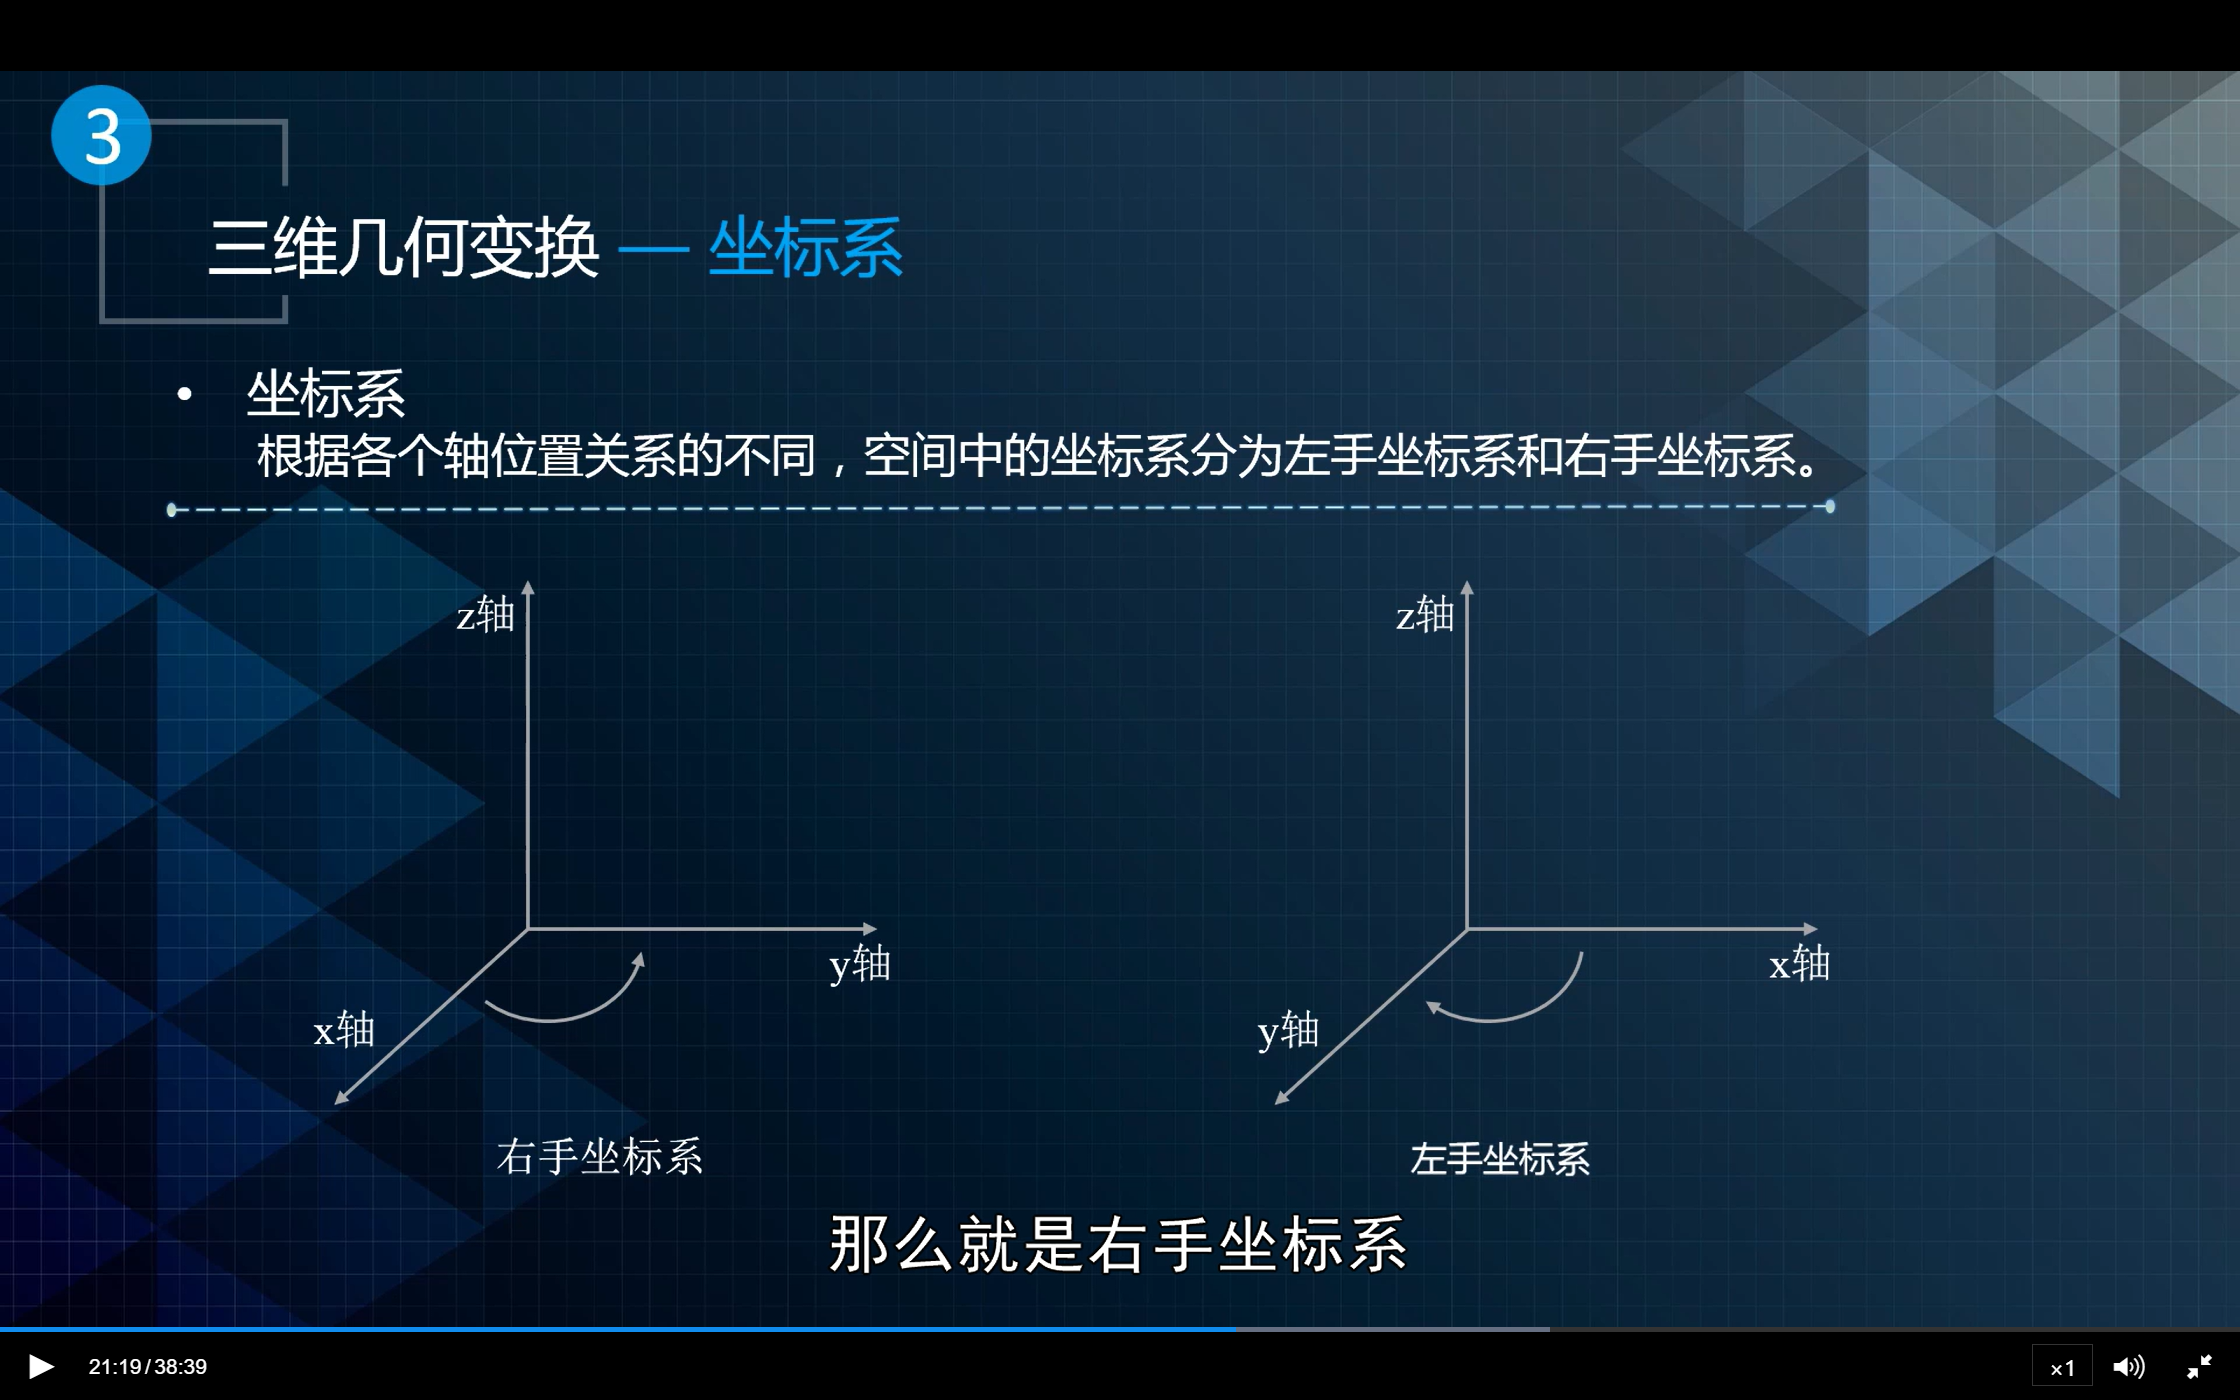 3
三维几何变换 — 坐标系
• 坐标系
根据各个轴位置关系的不同，空间中的坐标系分为左手坐标系和右手坐标系。
z轴
y轴
x轴
右手坐标系
z轴
x轴
y轴
左手坐标系
那么就是右手坐标系
21:19/38:39
×1